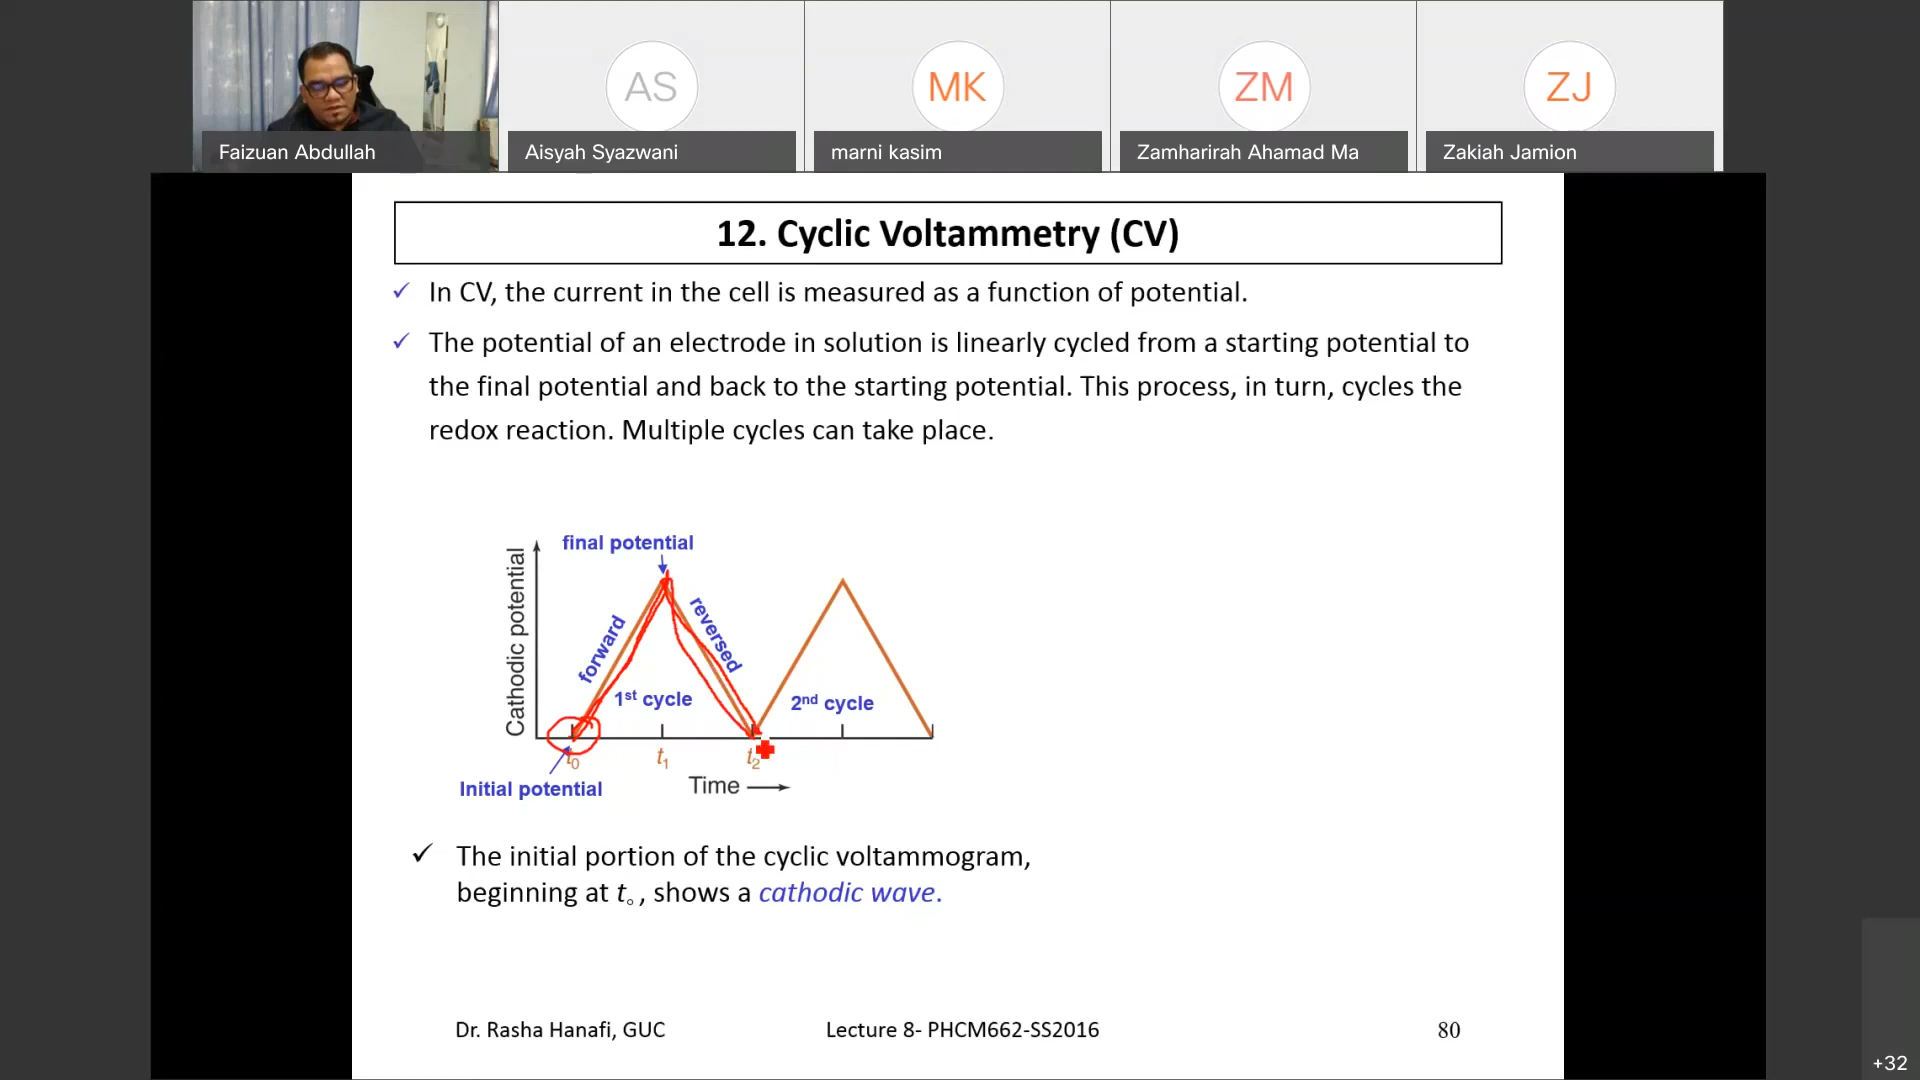 AS
MK
ZM
ZJ
Faizuan Abdullah
Aisyah Syazwani
marni kasim
Zamharirah Ahamad Ma
Zakiah Jamion
12. Cyclic Voltammetry (CV)
✓ In CV, the current in the cell is measured as a function of potential.
✓ The potential of an electrode in solution is linearly cycled from a starting potential to
the final potential and back to the starting potential. This process, in turn, cycles the
redox reaction. Multiple cycles can take place.
final potential
Cathodic potential
forward
reversed
1st cycle
2nd cycle
t0
t1
t2
Initial potential
Time
✓ The initial portion of the cyclic voltammogram,
beginning at t₀, shows a cathodic wave.
Dr. Rasha Hanafi, GUC
Lecture 8- PHCM662-SS2016
80
+32